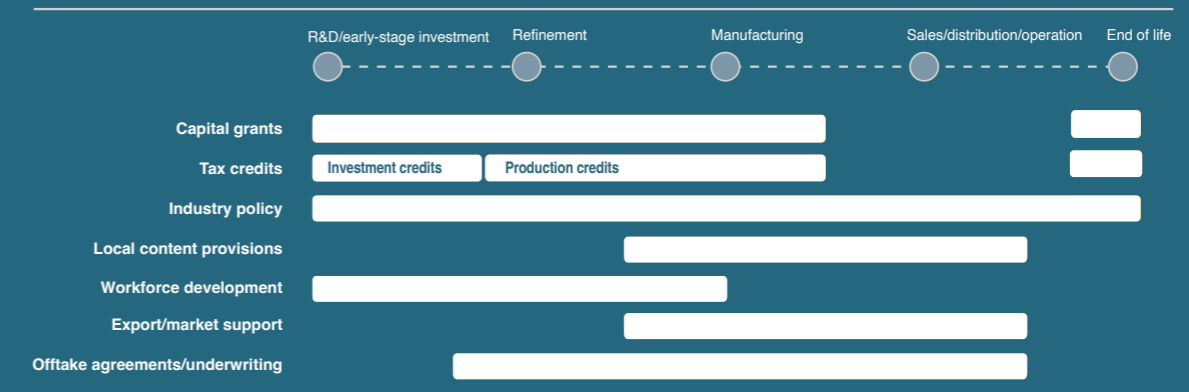 R&D/early-stage investment Refinement Manufacturing Sales/distribution/operation End of life
Capital grants
Tax credits Investment credits Production credits
Industry policy
Local content provisions
Workforce development
Export/market support
Offtake agreements/underwriting